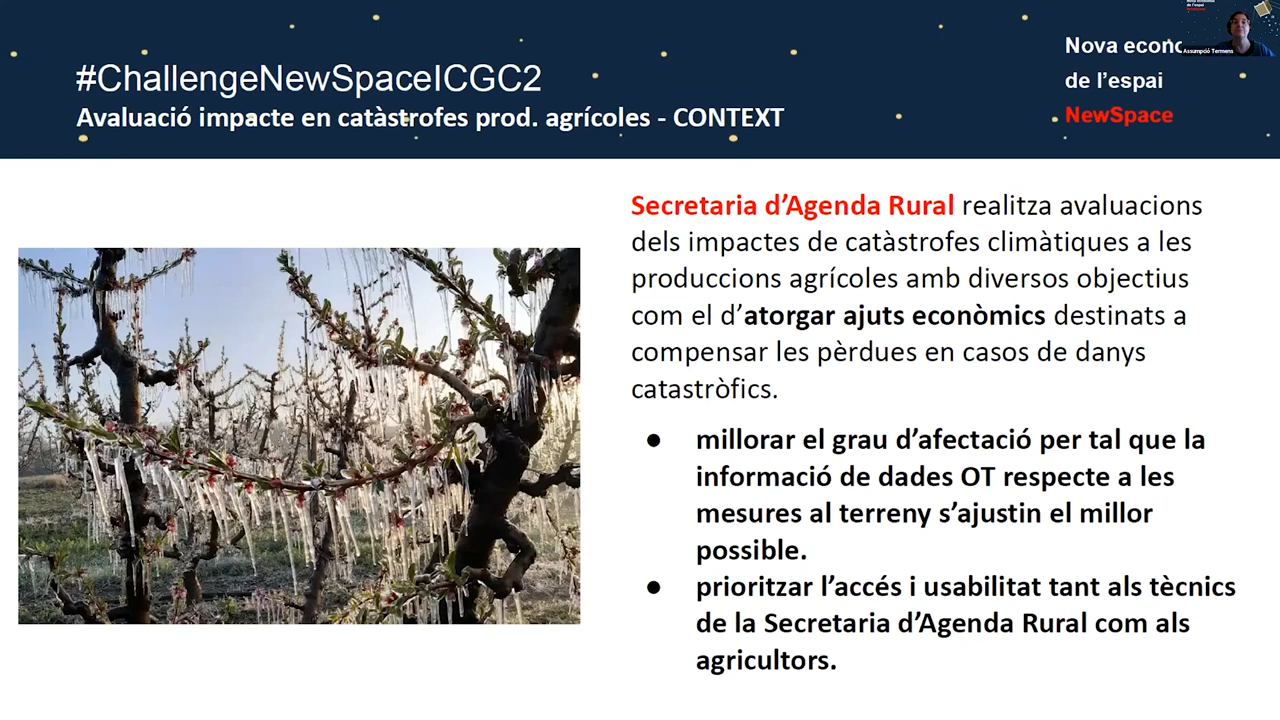 #ChallengeNewSpaceICGC2
Avaluació impacte en catàstrofes prod. agrícoles - CONTEXT
Nova econo
de l'espai
NewSpace
Assumpció Termens
Secretaria d'Agenda Rural realitza avaluacions
dels impactes de catàstrofes climàtiques a les
produccions agrícoles amb diversos objectius
com el d'atorgar ajuts econòmics destinats a
compensar les pèrdues en casos de danys
catastròfics.
● millorar el grau d'afectació per tal que la
informació de dades OT respecte a les
mesures al terreny s'ajustin el millor
possible.
● prioritzar l'accés i usabilitat tant als tècnics
de la Secretaria d'Agenda Rural com als
agricultors.